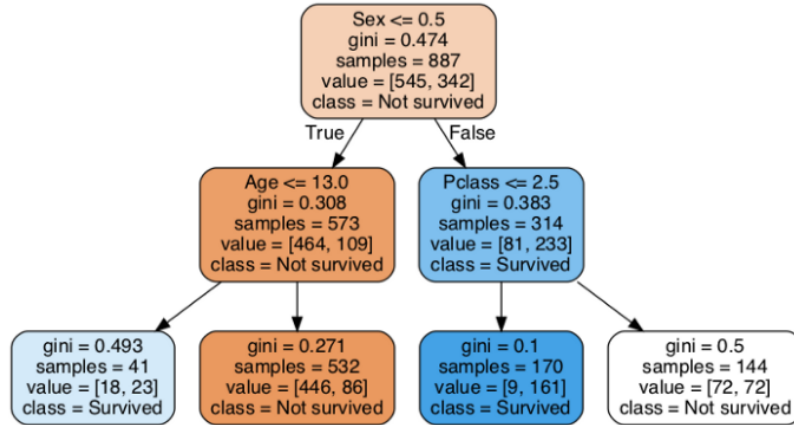 Sex <= 0.5
gini = 0.474
samples = 887
value = [545, 342]
class = Not survived
True
False
Age <= 13.0
gini = 0.308
samples = 573
value = [464, 109]
class = Not survived
Pclass <= 2.5
gini = 0.383
samples = 314
value = [81, 233]
class = Survived
gini = 0.493
samples = 41
value = [18, 23]
class = Survived
gini = 0.271
samples = 532
value = [446, 86]
class = Not survived
gini = 0.1
samples = 170
value = [9, 161]
class = Survived
gini = 0.5
samples = 144
value = [72, 72]
class = Not survived